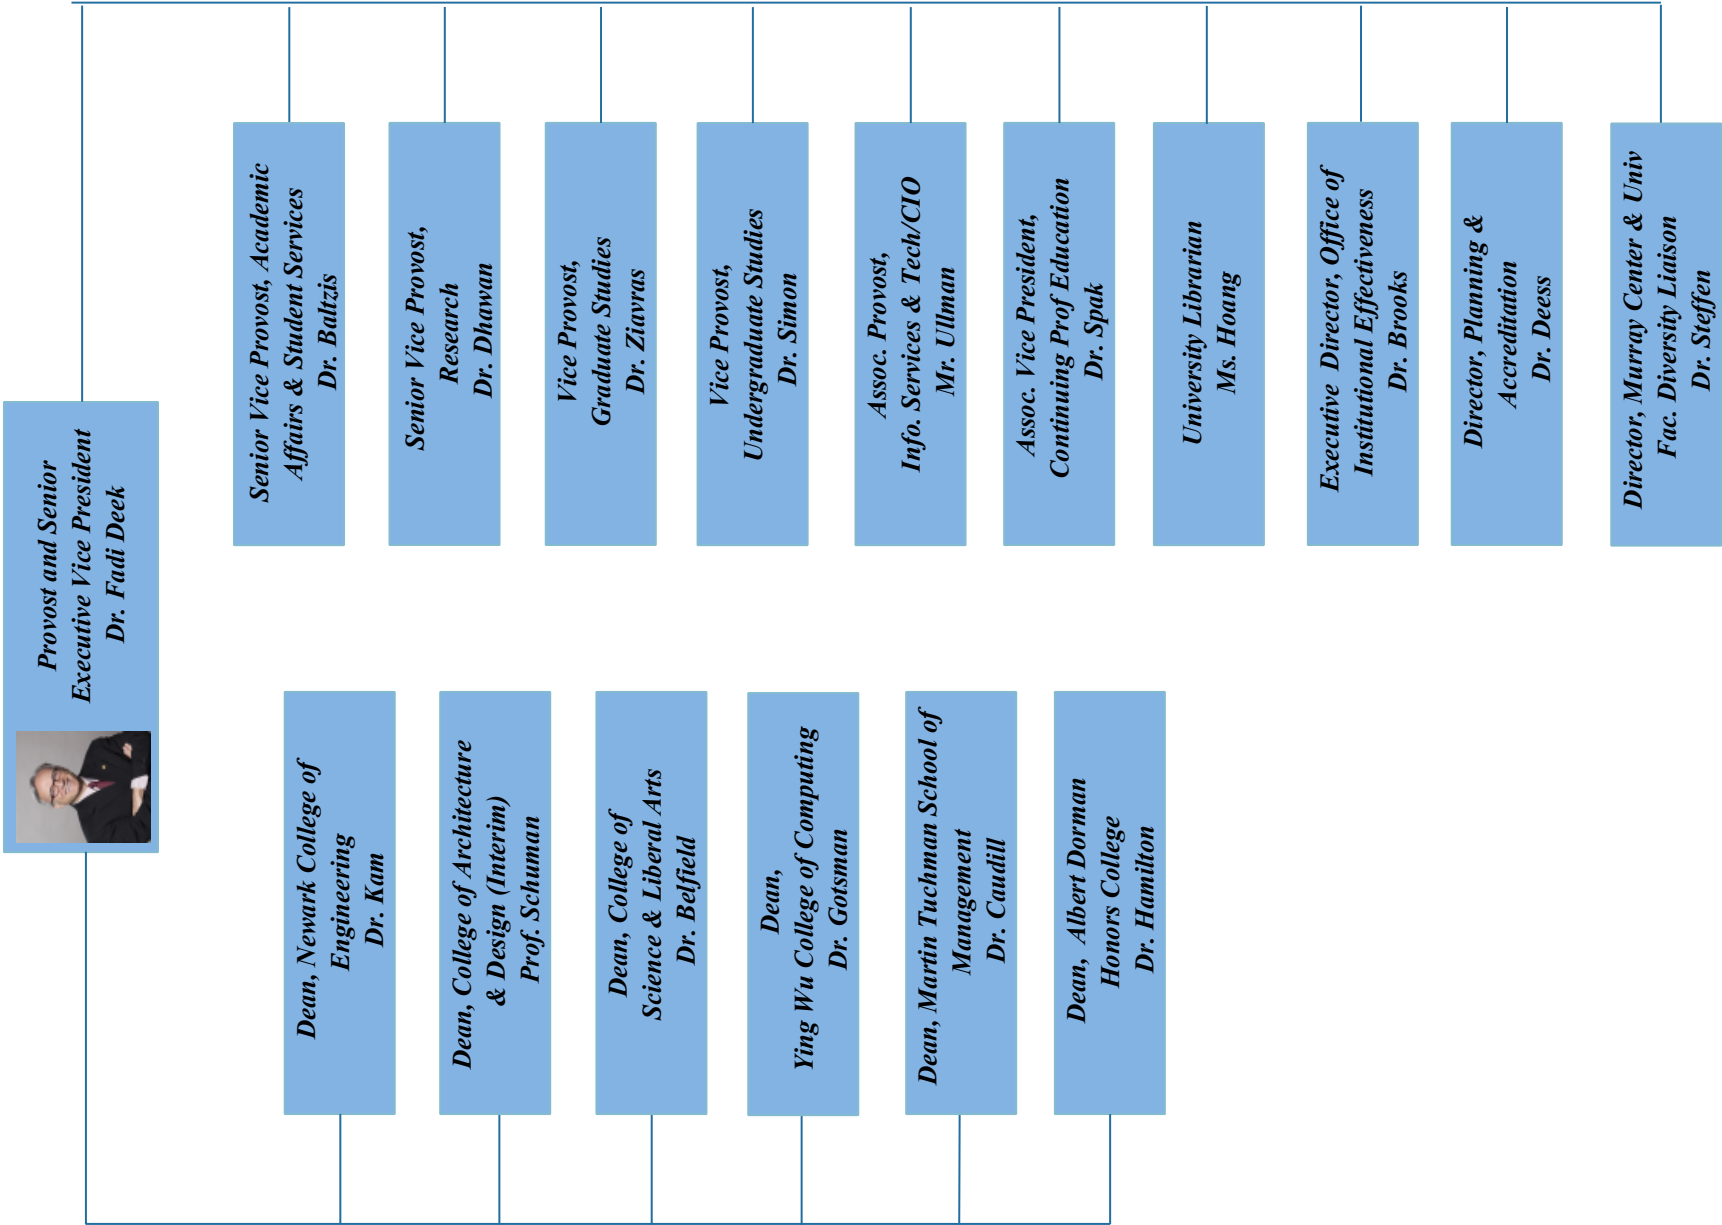 Provost and Senior
Executive Vice President
Dr. Fadi Deek
Dean, Newark College of
Engineering
Dr. Kam
Dean, College of Architecture
& Design (Interim)
Prof. Schuman
Dean, College of
Science & Liberal Arts
Dr. Belfield
Dean,
Ying Wu College of Computing
Dr. Gotsman
Dean, Martin Tuchman School of
Management
Dr. Caudill
Dean, Albert Dorman
Honors College
Dr. Hamilton
Senior Vice Provost, Academic
Affairs & Student Services
Dr. Baltzis
Senior Vice Provost,
Research
Dr. Dhawan
Vice Provost,
Graduate Studies
Dr. Ziavras
Vice Provost,
Undergraduate Studies
Dr. Simon
Assoc. Provost,
Info. Services & Tech/CIO
Mr. Ullman
Assoc. Vice President,
Continuing Prof Education
Dr. Spak
University Librarian
Ms. Hoang
Executive Director, Office of
Institutional Effectiveness
Dr. Brooks
Director, Planning &
Accreditation
Dr. Deess
Director, Murray Center & Univ
Fac. Diversity Liaison
Dr. Steffen